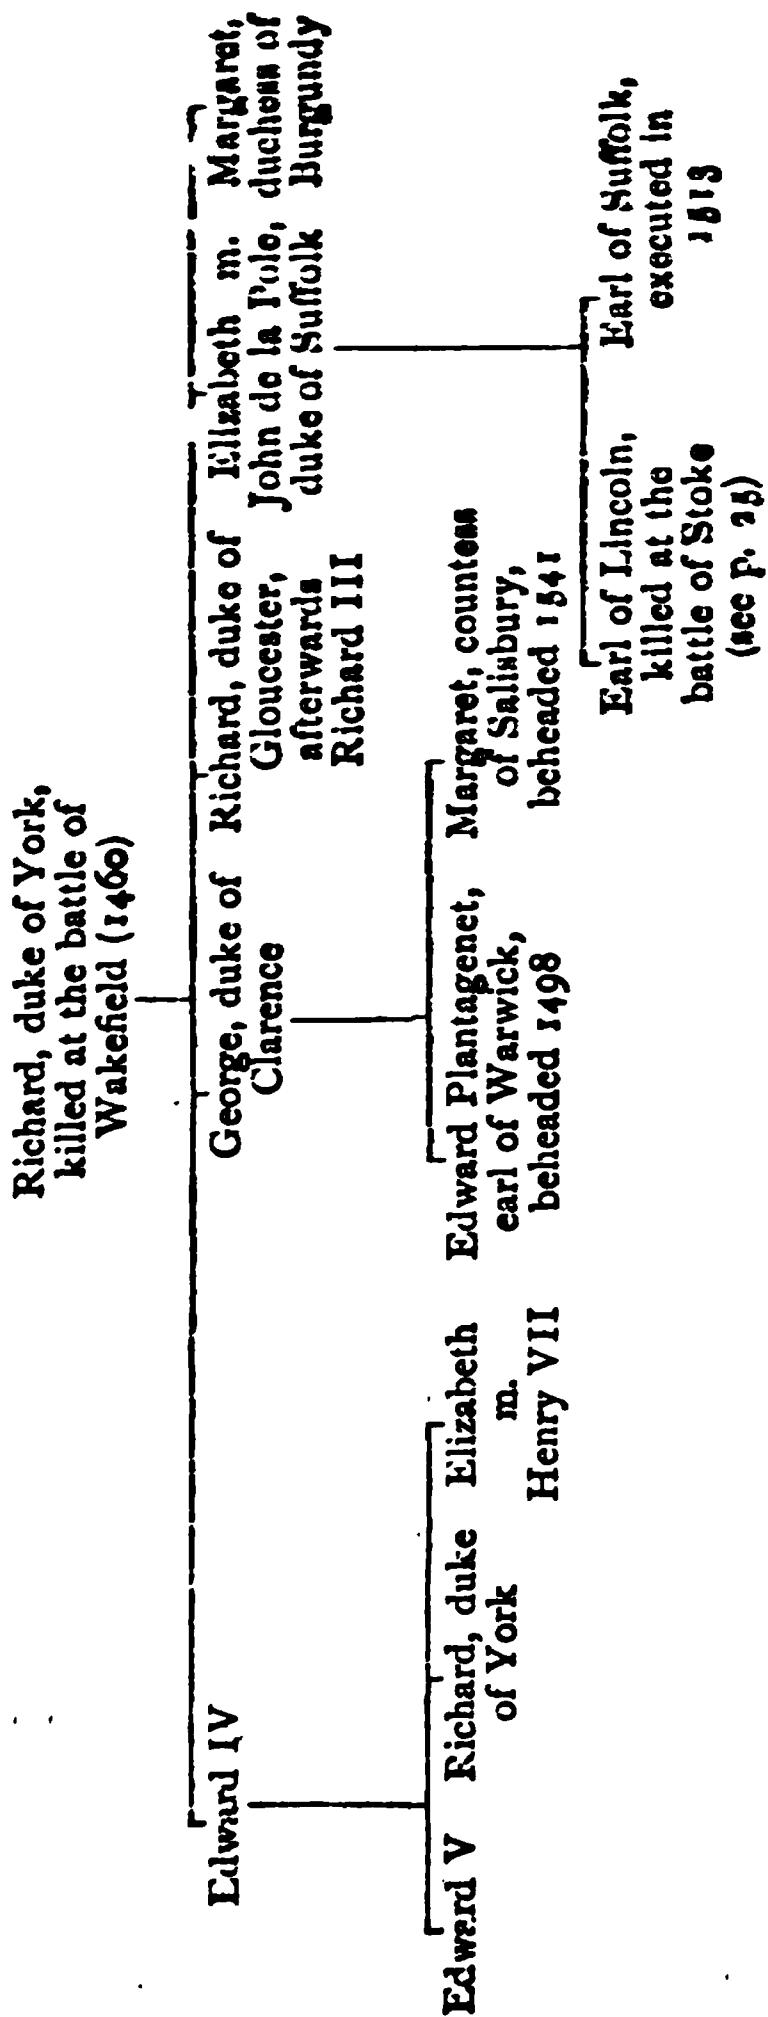 Richard, duke of York,
killed at the battle of
Wakefield (1460)
Edward IV
George, duke of
Clarence
Richard, duke of
Gloucester,
afterwards
Richard III
Elizabeth m.
John de la Pole,
duke of Suffolk
Margaret,
duchess of
Burgundy
Edward V
Richard, duke
of York
Elizabeth
m.
Henry VII
Edward Plantagenet,
earl of Warwick,
beheaded 1498
Margaret, countess
of Salisbury,
beheaded 1541
Earl of Lincoln,
killed at the
battle of Stoke
(see p. 25)
Earl of Suffolk,
executed in
1513